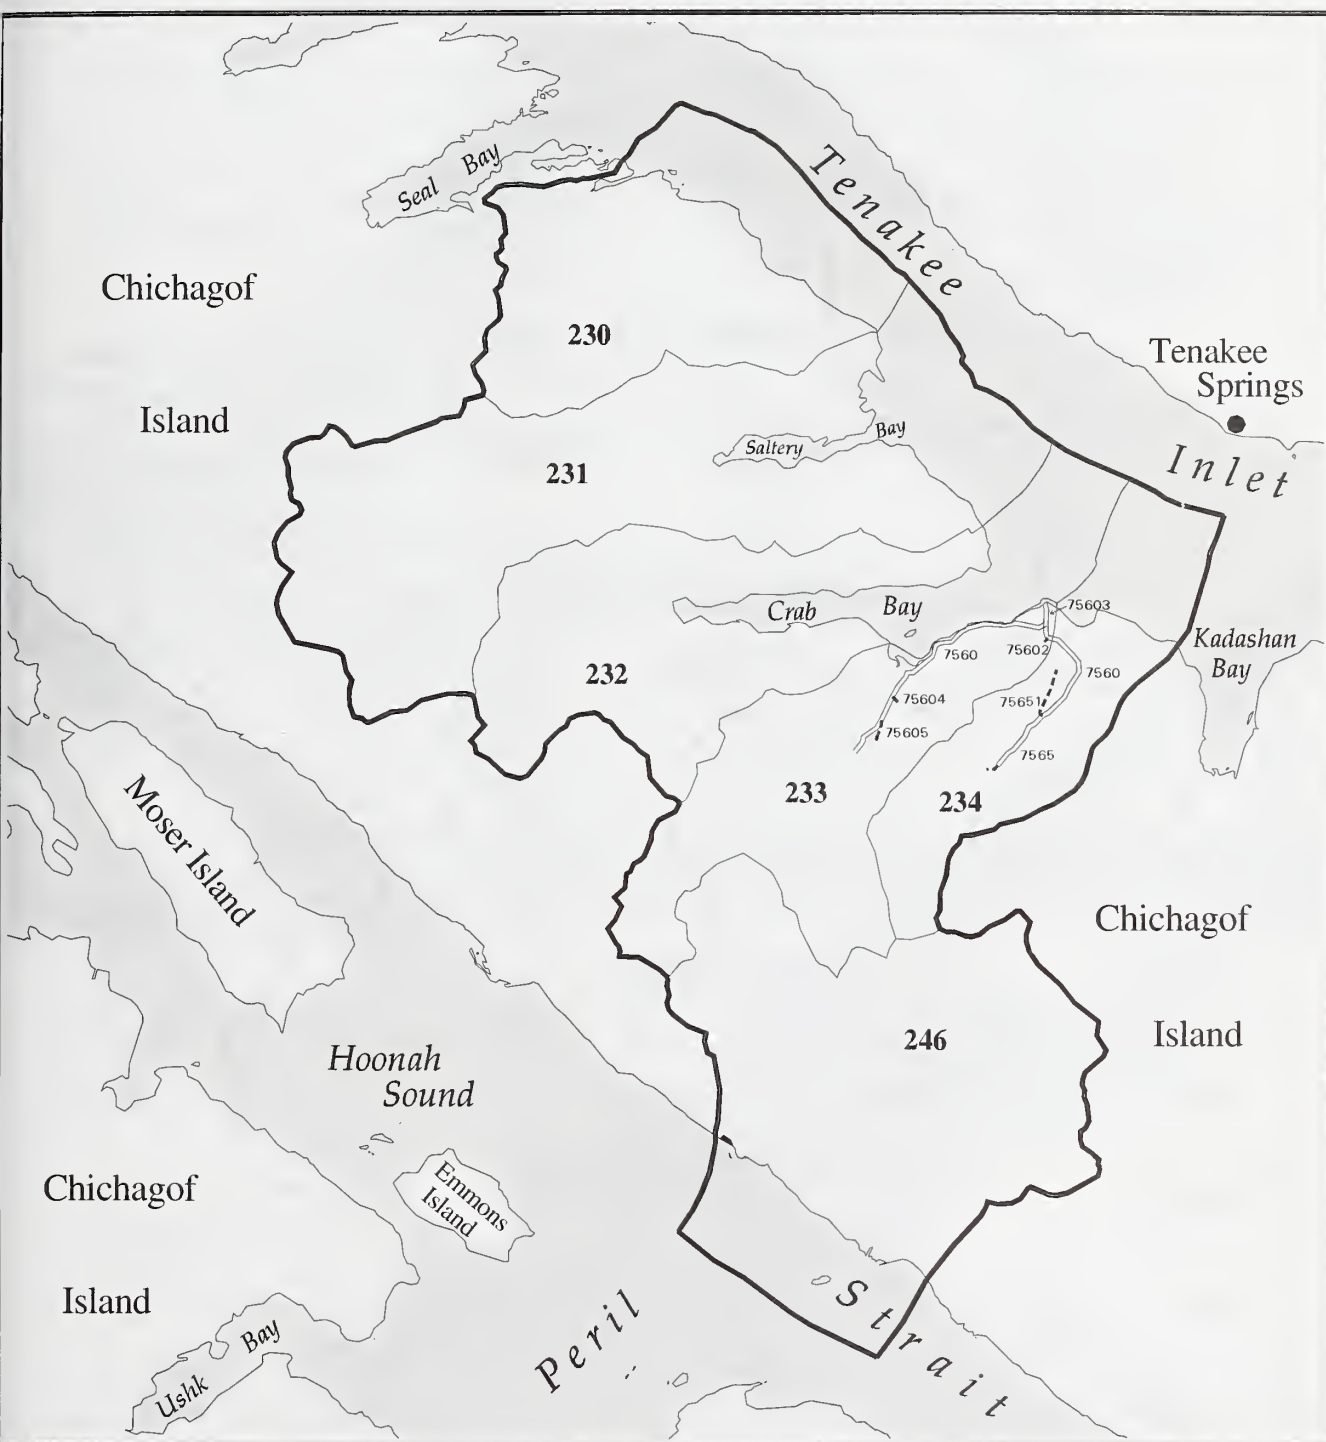 Seal Bay
Tenakee
Chichagof
230
Tenakee
Springs
Island
Saltery Bay
Inlet
231
75603
Crab Bay
Kadashan
Bay
7560
75602
232
7560
75604
75651
75605
7565
233
234
Moser Island
Chichagof
246
Island
Hoonah
Sound
Emmons
Island
Chichagof
Island
Strait
Peril
Ushk Bay